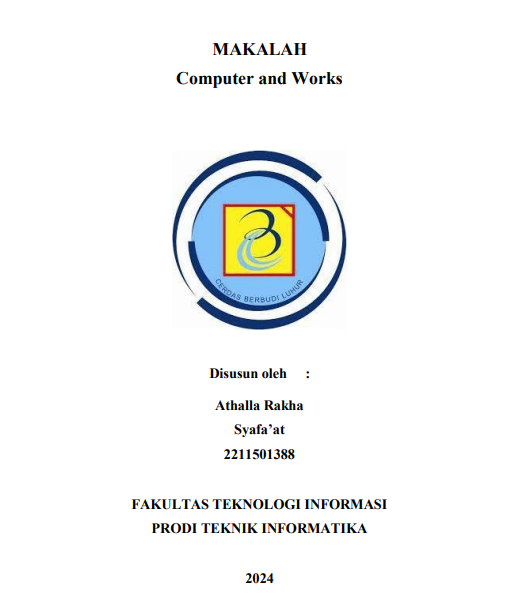 MAKALAH
Computer and Works
CERDAS BERBUDI LUHUR
Disusun oleh :
Athalla Rakha
Syafa’at
2211501388
FAKULTAS TEKNOLOGI INFORMASI
PRODI TEKNIK INFORMATIKA
2024